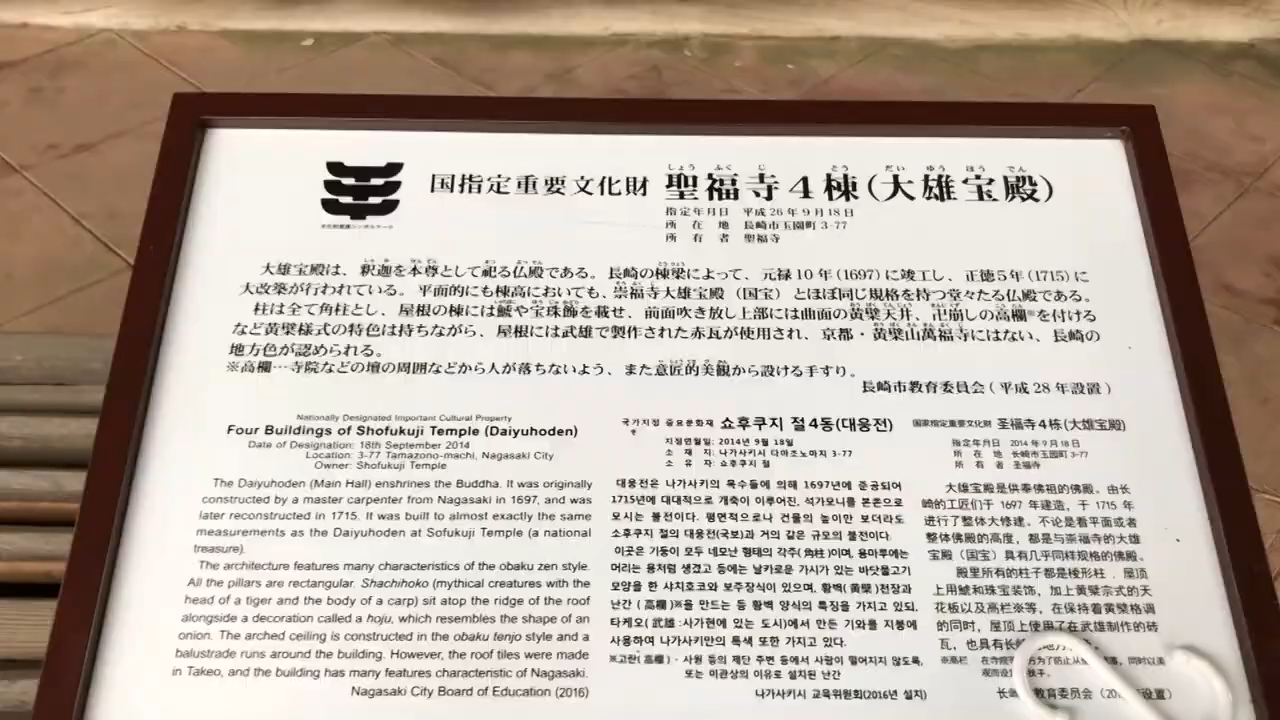 国指定重要文化財 聖福寺4棟(大雄宝殿)
しょう ふく じ とう だい ゆう ほう でん
指定年月日 平成26年9月18日
所在地 長崎市玉園町3-77
所有者 聖福寺
大雄宝殿は、釈迦を本尊として祀る仏殿である。長崎の棟梁によって、元禄10年(1697)に竣工し、正徳5年(1715)に
大改築が行われている。平面的にも棟高においても、崇福寺大雄宝殿(国宝)とほぼ同じ規格を持つ堂々たる仏殿である。
柱は全て角柱とし、屋根の棟には鯱や宝珠飾を載せ、前面吹き放し上部には曲面の黄檗天井、卍崩しの高欄※を付ける
など黄檗様式の特色は持ちながら、屋根には武雄で製作された赤瓦が使用され、京都・黄檗山萬福寺にはない、長崎の
地方色が認められる。
※高欄…寺院などの壇の周囲などから人が落ちないよう、また意匠的美観から設ける手すり。
長崎市教育委員会(平成28年設置)
Nationally Designated Important Cultural Property
Four Buildings of Shofukuji Temple (Daiyuhoden)
Date of Designation: 18th September 2014
Location: 3-77 Tamazono-machi, Nagasaki City
Owner: Shofukuji Temple
The Daiyuhoden (Main Hall) enshrines the Buddha. It was originally
constructed by a master carpenter from Nagasaki in 1697, and was
later reconstructed in 1715. It was built to almost exactly the same
measurements as the Daiyuhoden at Sofukuji Temple (a national
treasure).
The architecture features many characteristics of the obaku zen style.
All the pillars are rectangular. Shachihoko (mythical creatures with the
head of a tiger and the body of a carp) sit atop the ridge of the roof
alongside a decoration called a hoju, which resembles the shape of an
onion. The arched ceiling is constructed in the obaku tenjo style and a
balustrade runs around the building. However, the roof tiles were made
in Takeo, and the building has many features characteristic of Nagasaki.
Nagasaki City Board of Education (2016)
국가지정 중요문화재 쇼후쿠지 절4동(대웅전)
지정연월일: 2014년 9월 18일
소재지: 나가사키시 다마조노마치 3-77
소유자: 쇼후쿠지 절
대웅전은 나가사키의 목수들에 의해 1697년에 준공되어
1715년에 대대적으로 개축이 이루어진, 석가모니를 본존으로
모시는 불전이다. 평면적으로나 건물의 높이만 보더라도
소후쿠지 절의 대웅전(국보)과 거의 같은 규모의 불전이다.
이곳은 기둥이 모두 네모난 형태의 각주(角柱)이며, 용마루에는
머리는 용처럼 생겼고 등에는 날카로운 가시가 있는 바닷물고기
모양을 한 샤치호코와 보주장식이 있으며, 황벽(黄檗)천장과
난간(高欄)※을 만드는 등 황벽 양식의 특징을 가지고 있되,
타케오(武雄:사가현에 있는 도시)에서 만든 기와를 지붕에
사용하여 나가사키만의 특색 또한 가지고 있다.
※고란(高欄) - 사원 등의 제단 주변 등에서 사람이 떨어지지 않도록,
또는 미관상의 이유로 설치된 난간
나가사키시 교육위원회(2016년 설치)
国家指定重要文化财 圣福寺4栋(大雄宝殿)
指定年月日 2014年9月18日
所在地 长崎市玉园町3-77
所有者 圣福寺
大雄宝殿是供奉佛祖的佛殿。由长
崎的工匠们于1697年建造,于1715年
进行了整体大修建。不论是看平面或者
整体佛殿的高度,都是与崇福寺的大雄
宝殿(国宝)具有几乎同样规格的佛殿。
殿里所有的柱子都是棱形柱,屋顶
上用鯱和珠宝装饰,加上黄檗宗式的天
花板以及高栏※等,在保持着黄檗格调
的同时,屋顶上使用了在武雄制作的砖
瓦,也具有长
※高栏 在寺院
长崎 教育委员会